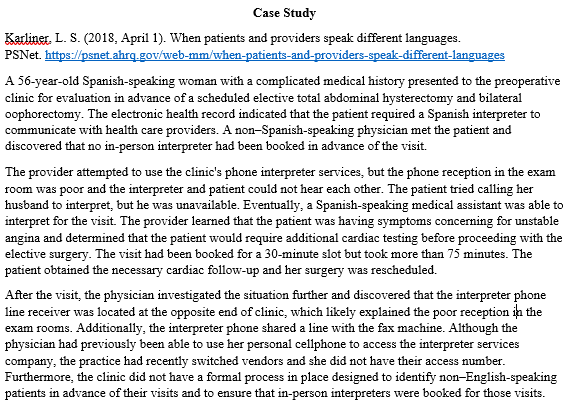 Case Study
Karliner, L. S. (2018, April 1). When patients and providers speak different languages.
PSNet. https://psnet.ahrq.gov/web-mm/when-patients-and-providers-speak-different-languages
A 56-year-old Spanish-speaking woman with a complicated medical history presented to the preoperative
clinic for evaluation in advance of a scheduled elective total abdominal hysterectomy and bilateral
oophorectomy. The electronic health record indicated that the patient required a Spanish interpreter to
communicate with health care providers. A non–Spanish-speaking physician met the patient and
discovered that no in-person interpreter had been booked in advance of the visit.
The provider attempted to use the clinic's phone interpreter services, but the phone reception in the exam
room was poor and the interpreter and patient could not hear each other. The patient tried calling her
husband to interpret, but he was unavailable. Eventually, a Spanish-speaking medical assistant was able to
interpret for the visit. The provider learned that the patient was having symptoms concerning for unstable
angina and determined that the patient would require additional cardiac testing before proceeding with the
elective surgery. The visit had been booked for a 30-minute slot but took more than 75 minutes. The
patient obtained the necessary cardiac follow-up and her surgery was rescheduled.
After the visit, the physician investigated the situation further and discovered that the interpreter phone
line receiver was located at the opposite end of clinic, which likely explained the poor reception in the
exam rooms. Additionally, the interpreter phone shared a line with the fax machine. Although the
physician had previously been able to use her personal cellphone to access the interpreter services
company, the practice had recently switched vendors and she did not have their access number.
Furthermore, the clinic did not have a formal process in place designed to identify non–English-speaking
patients in advance of their visits and to ensure that in-person interpreters were booked for those visits.